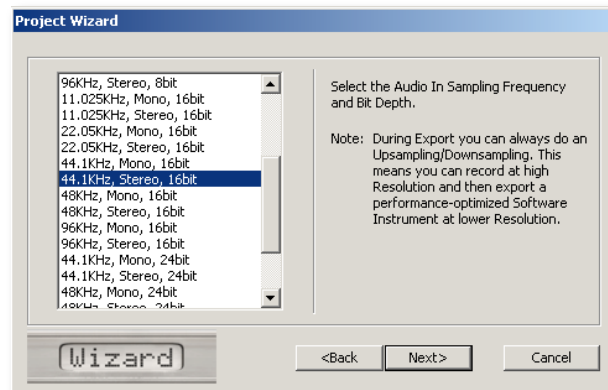 Project Wizard
96KHz, Stereo, 8bit
11.025KHz, Mono, 16bit
11.025KHz, Stereo, 16bit
22.05KHz, Mono, 16bit
22.05KHz, Stereo, 16bit
44.1KHz, Mono, 16bit
44.1KHz, Stereo, 16bit
48KHz, Mono, 16bit
48KHz, Stereo, 16bit
96KHz, Mono, 16bit
96KHz, Stereo, 16bit
44.1KHz, Mono, 24bit
44.1KHz, Stereo, 24bit
48KHz, Mono, 24bit
48KHz, Stereo, 24bit
Select the Audio In Sampling Frequency
and Bit Depth.
Note: During Export you can always do an
Upsampling/Downsampling. This
means you can record at high
Resolution and then export a
performance-optimized Software
Instrument at lower Resolution.
Wizard
<Back
Next>
Cancel